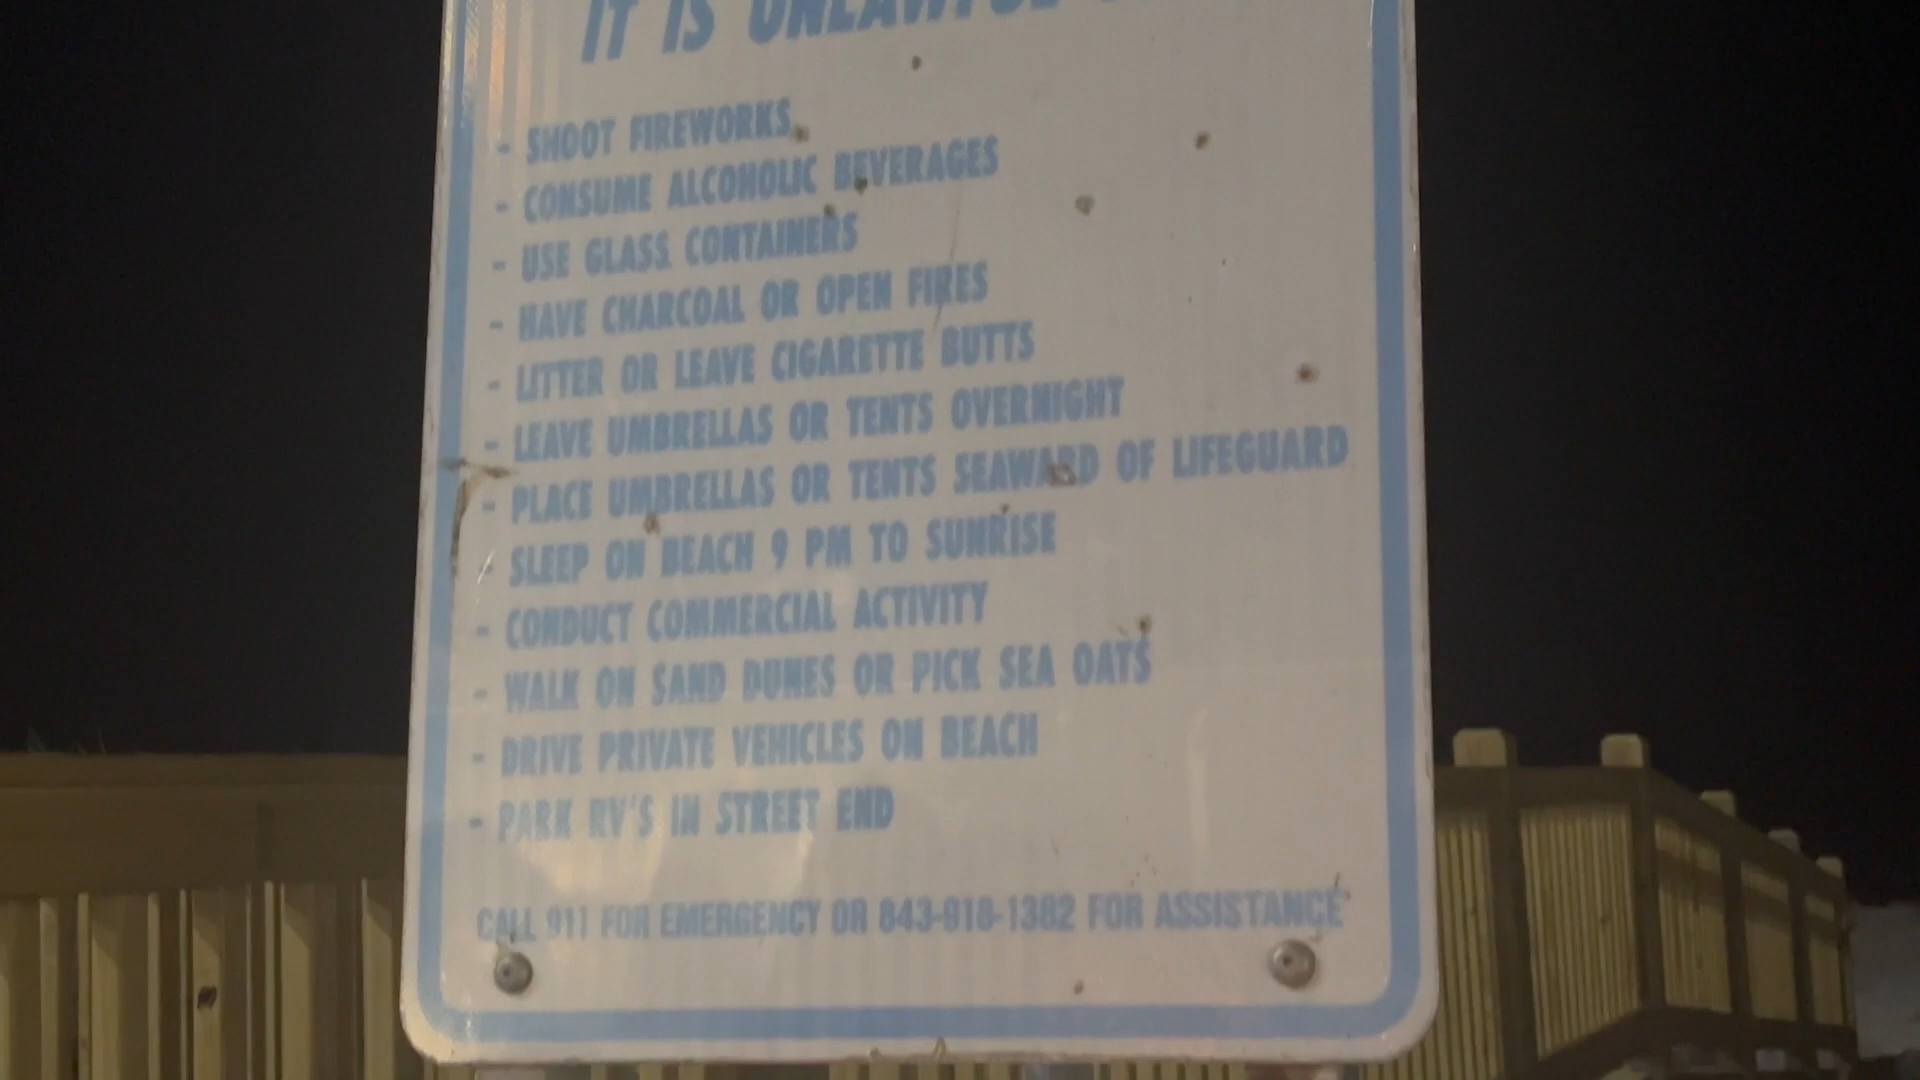 IT IS UNLAWFUL
- SHOOT FIREWORKS
- CONSUME ALCOHOLIC BEVERAGES
- USE GLASS CONTAINERS
- HAVE CHARCOAL OR OPEN FIRES
- LITTER OR LEAVE CIGARETTE BUTTS
- LEAVE UMBRELLAS OR TENTS OVERNIGHT
- PLACE UMBRELLAS OR TENTS SEAWARD OF LIFEGUARD
- SLEEP ON BEACH 9 PM TO SUNRISE
- CONDUCT COMMERCIAL ACTIVITY
- WALK ON SAND DUNES OR PICK SEA OATS
- DRIVE PRIVATE VEHICLES ON BEACH
- PARK RV'S IN STREET END
CALL 911 FOR EMERGENCY OR 843-918-1382 FOR ASSISTANCE